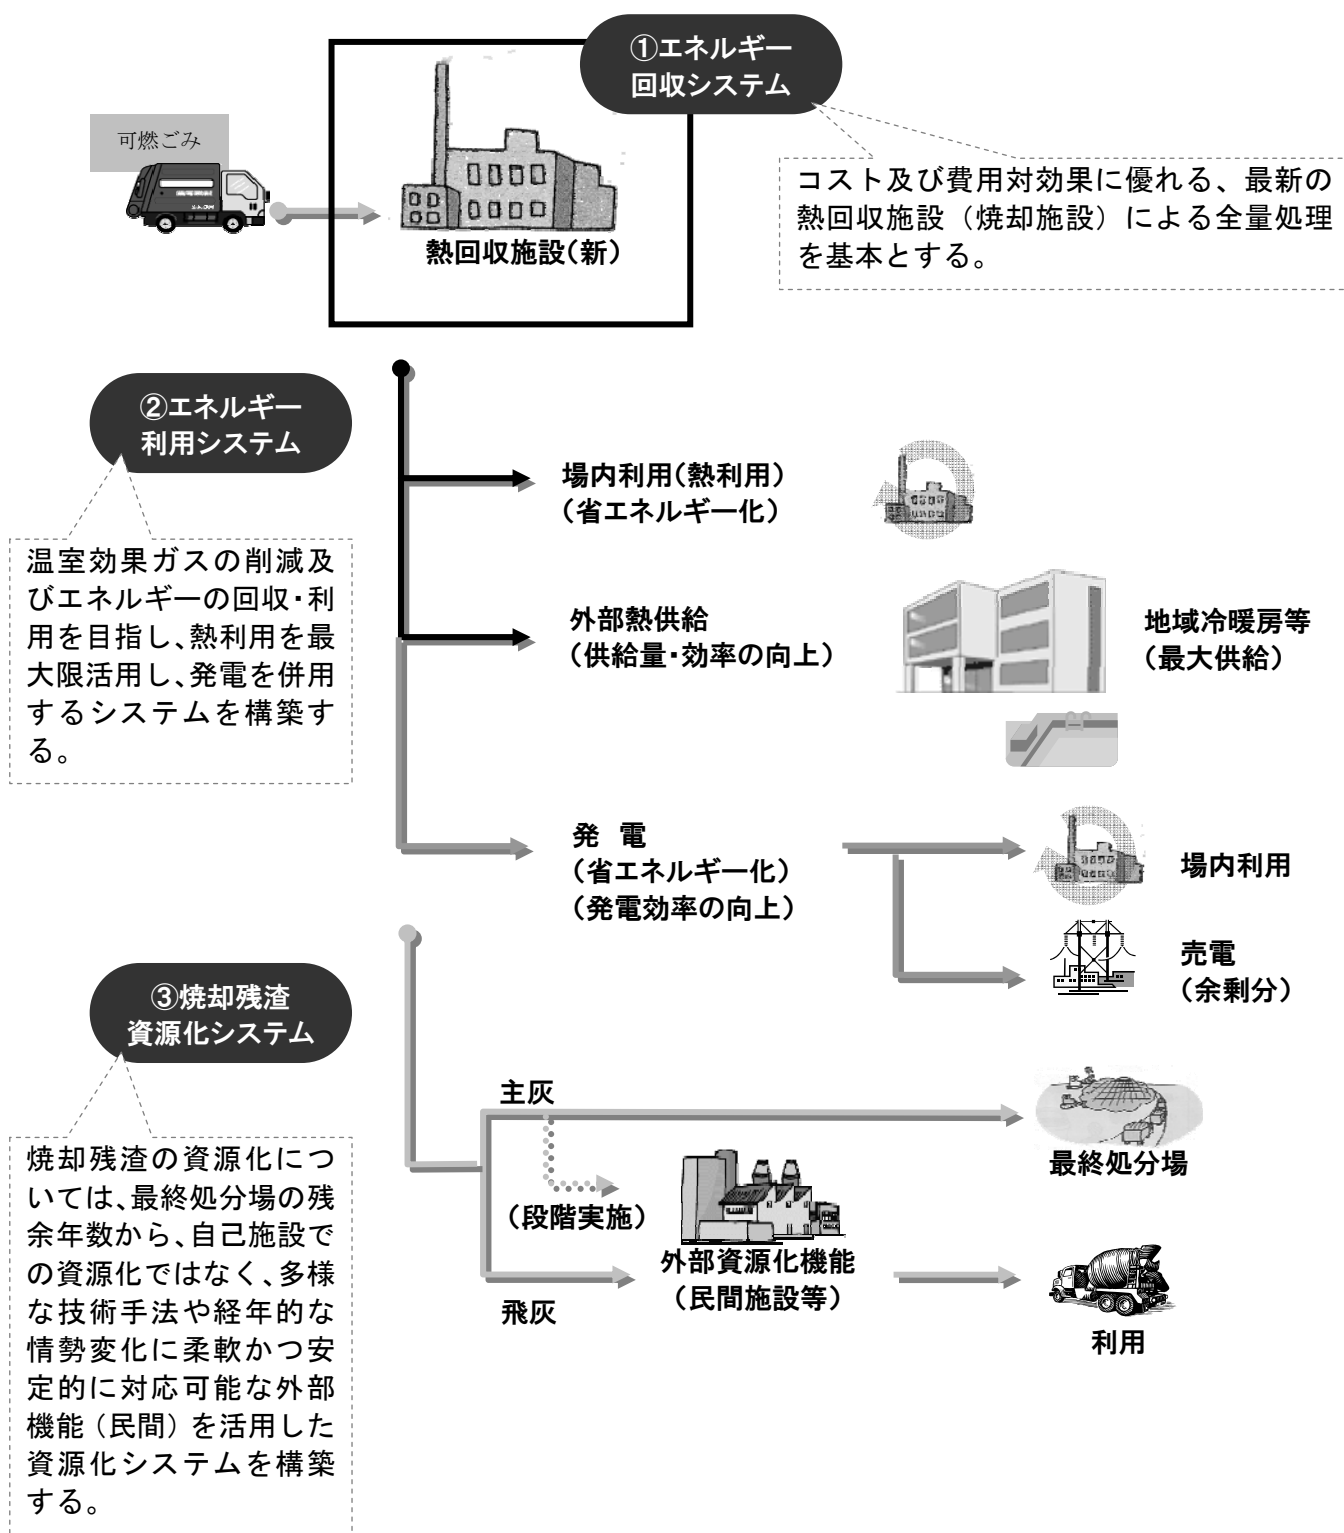 ①エネルギー
回収システム
可燃ごみ
熱回収施設(新)
コスト及び費用対効果に優れる、最新の
熱回収施設（焼却施設）による全量処理
を基本とする。
②エネルギー
利用システム
温室効果ガスの削減及
びエネルギーの回収・利
用を目指し、熱利用を最
大限活用し、発電を併用
するシステムを構築す
る。
場内利用(熱利用)
(省エネルギー化)
外部熱供給
(供給量・効率の向上)
地域冷暖房等
(最大供給)
発　電
(省エネルギー化)
(発電効率の向上)
場内利用
売電
(余剰分)
③焼却残渣
資源化システム
焼却残渣の資源化につ
いては、最終処分場の残
余年数から、自己施設で
の資源化ではなく、多様
な技術手法や経年的な
情勢変化に柔軟かつ安
定的に対応可能な外部
機能（民間）を活用した
資源化システムを構築
する。
主灰
最終処分場
(段階実施)
外部資源化機能
(民間施設等)
飛灰
利用